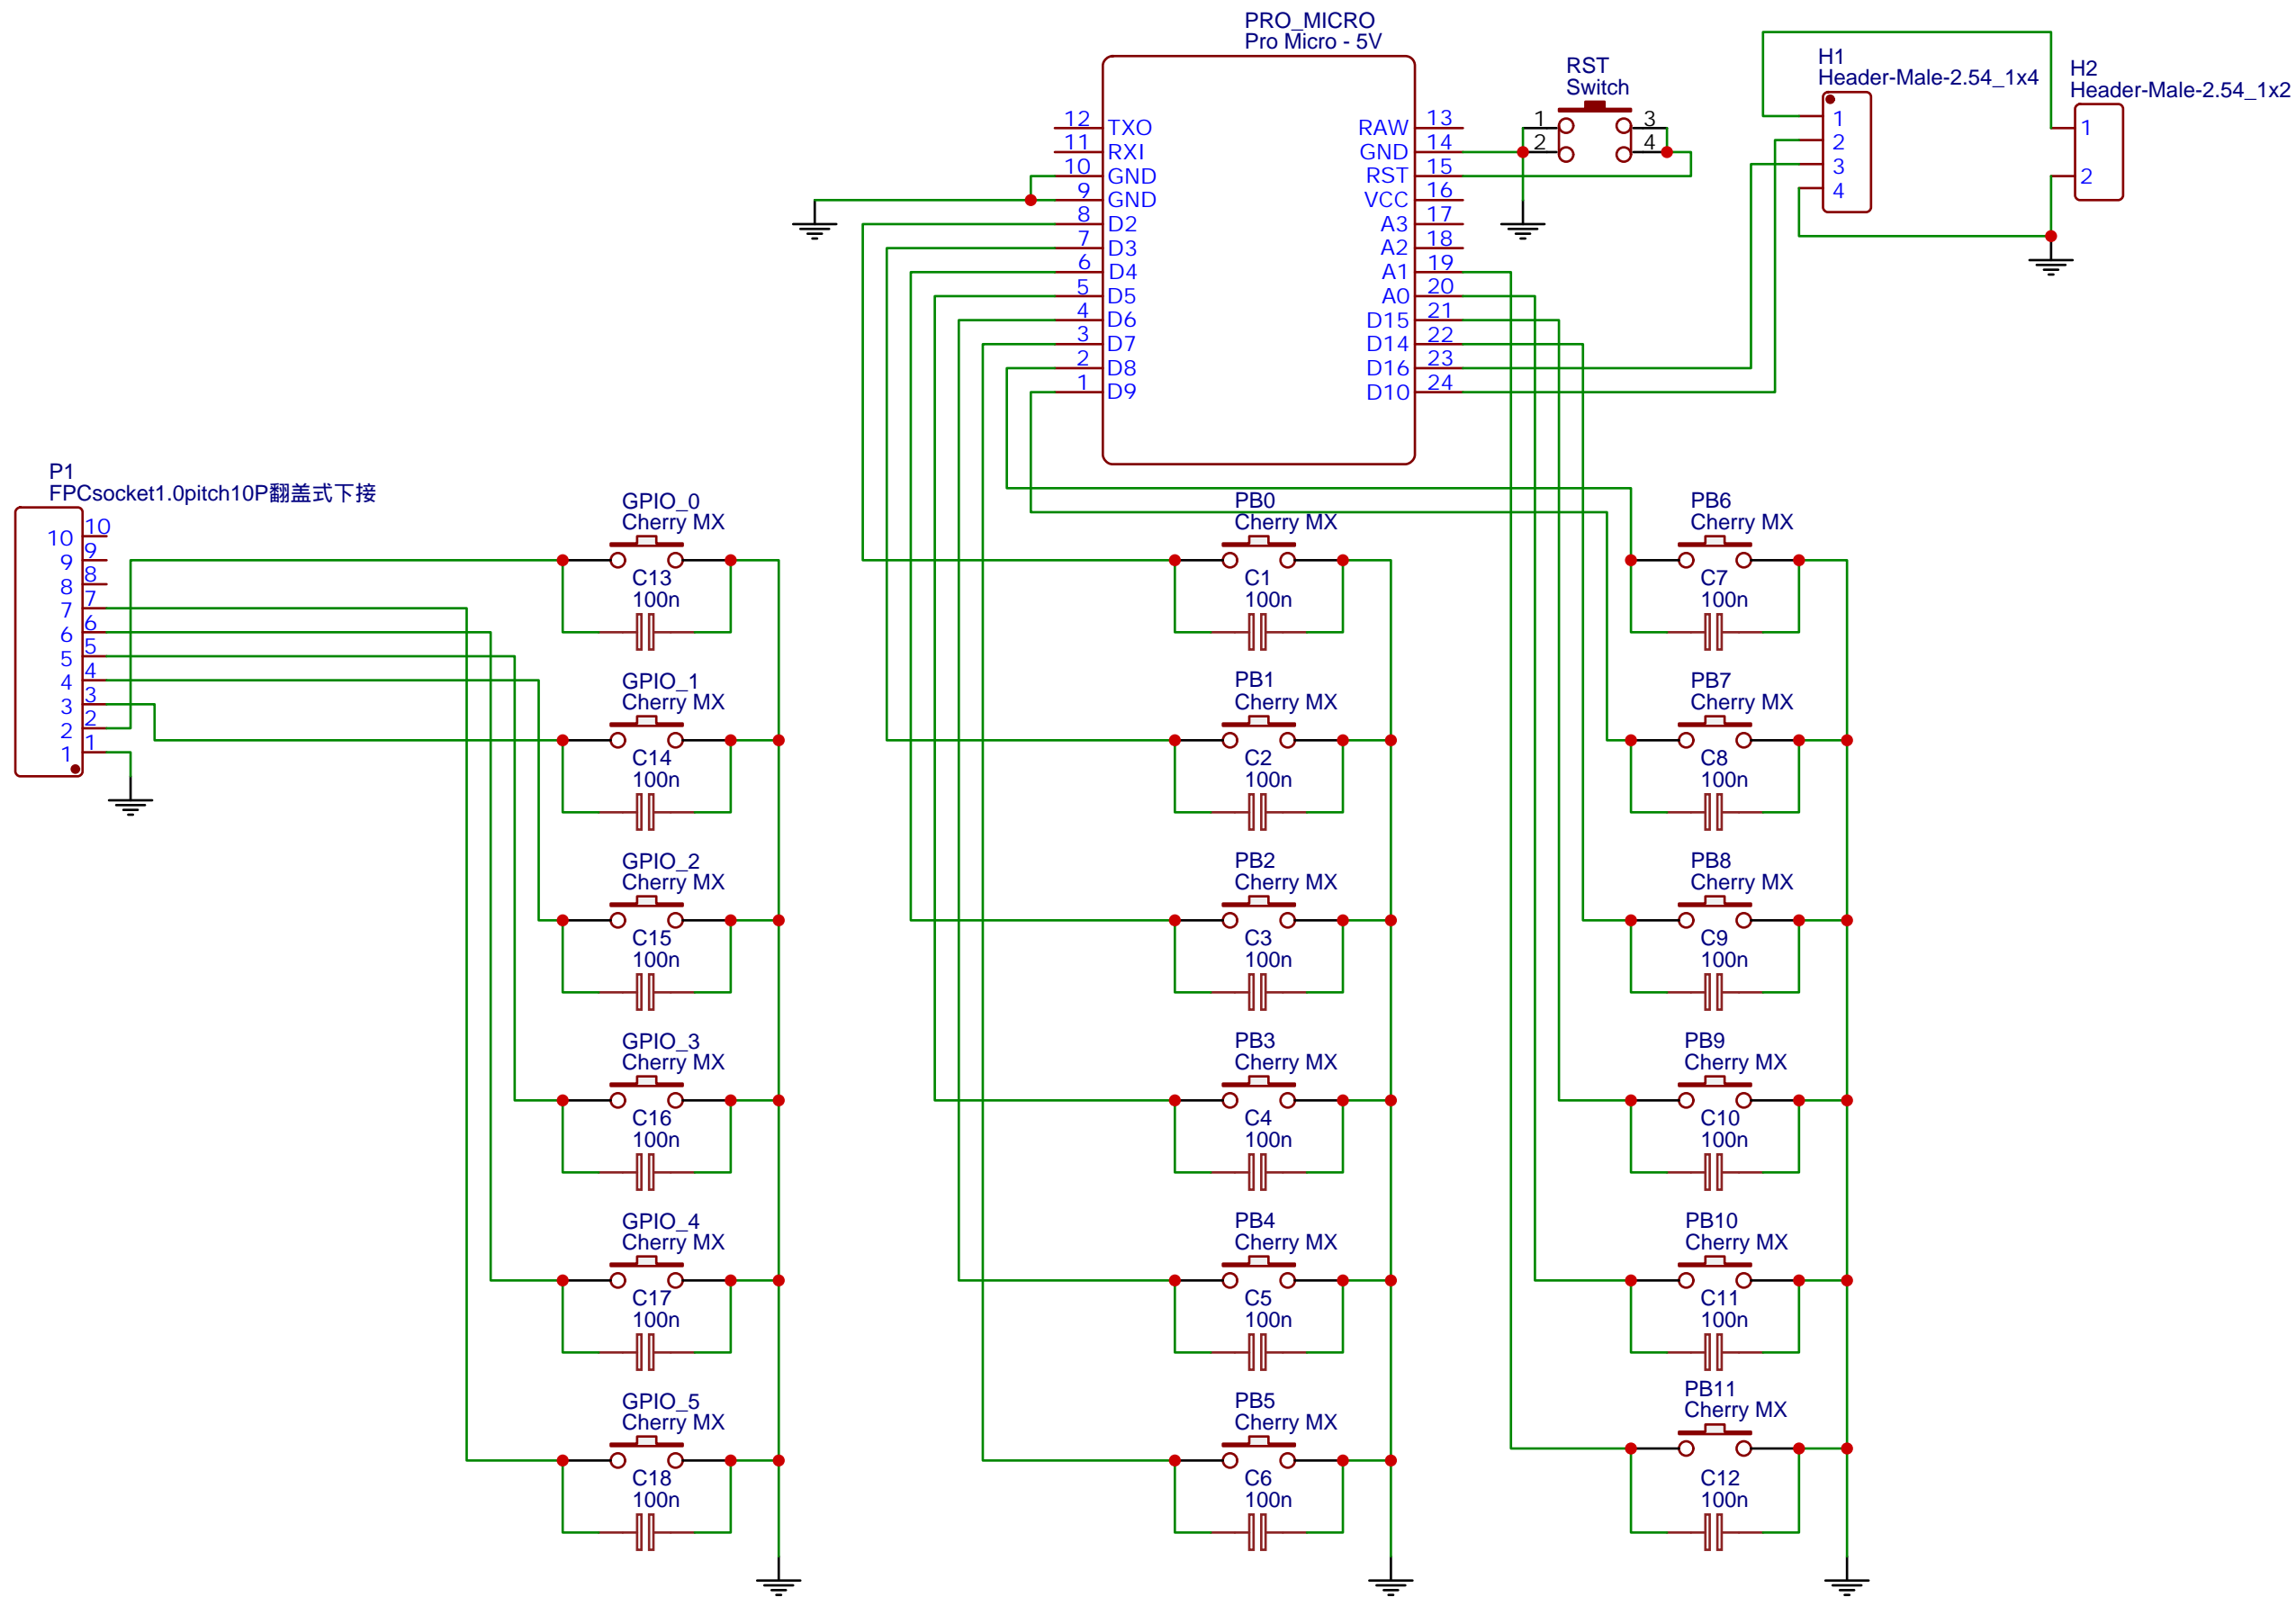 PRO_MICRO
Pro Micro - 5V
12 TXO
11 RXI
10 GND
9 GND
8 D2
7 D3
6 D4
5 D5
4 D6
3 D7
2 D8
1 D9
RAW 13
GND 14
RST 15
VCC 16
A3 17
A2 18
A1 19
A0 20
D15 21
D14 22
D16 23
D10 24
RST
Switch
1 3
2 4
H1
Header-Male-2.54_1x4
1
2
3
4
H2
Header-Male-2.54_1x2
1
2
P1
FPCsocket1.0pitch10P翻盖式下接
10 10
9 9
8 8
7 7
6 6
5 5
4 4
3 3
2 2
1 1
GPIO_0
Cherry MX
C13
100n
GPIO_1
Cherry MX
C14
100n
GPIO_2
Cherry MX
C15
100n
GPIO_3
Cherry MX
C16
100n
GPIO_4
Cherry MX
C17
100n
GPIO_5
Cherry MX
C18
100n
PB0
Cherry MX
C1
100n
PB1
Cherry MX
C2
100n
PB2
Cherry MX
C3
100n
PB3
Cherry MX
C4
100n
PB4
Cherry MX
C5
100n
PB5
Cherry MX
C6
100n
PB6
Cherry MX
C7
100n
PB7
Cherry MX
C8
100n
PB8
Cherry MX
C9
100n
PB9
Cherry MX
C10
100n
PB10
Cherry MX
C11
100n
PB11
Cherry MX
C12
100n